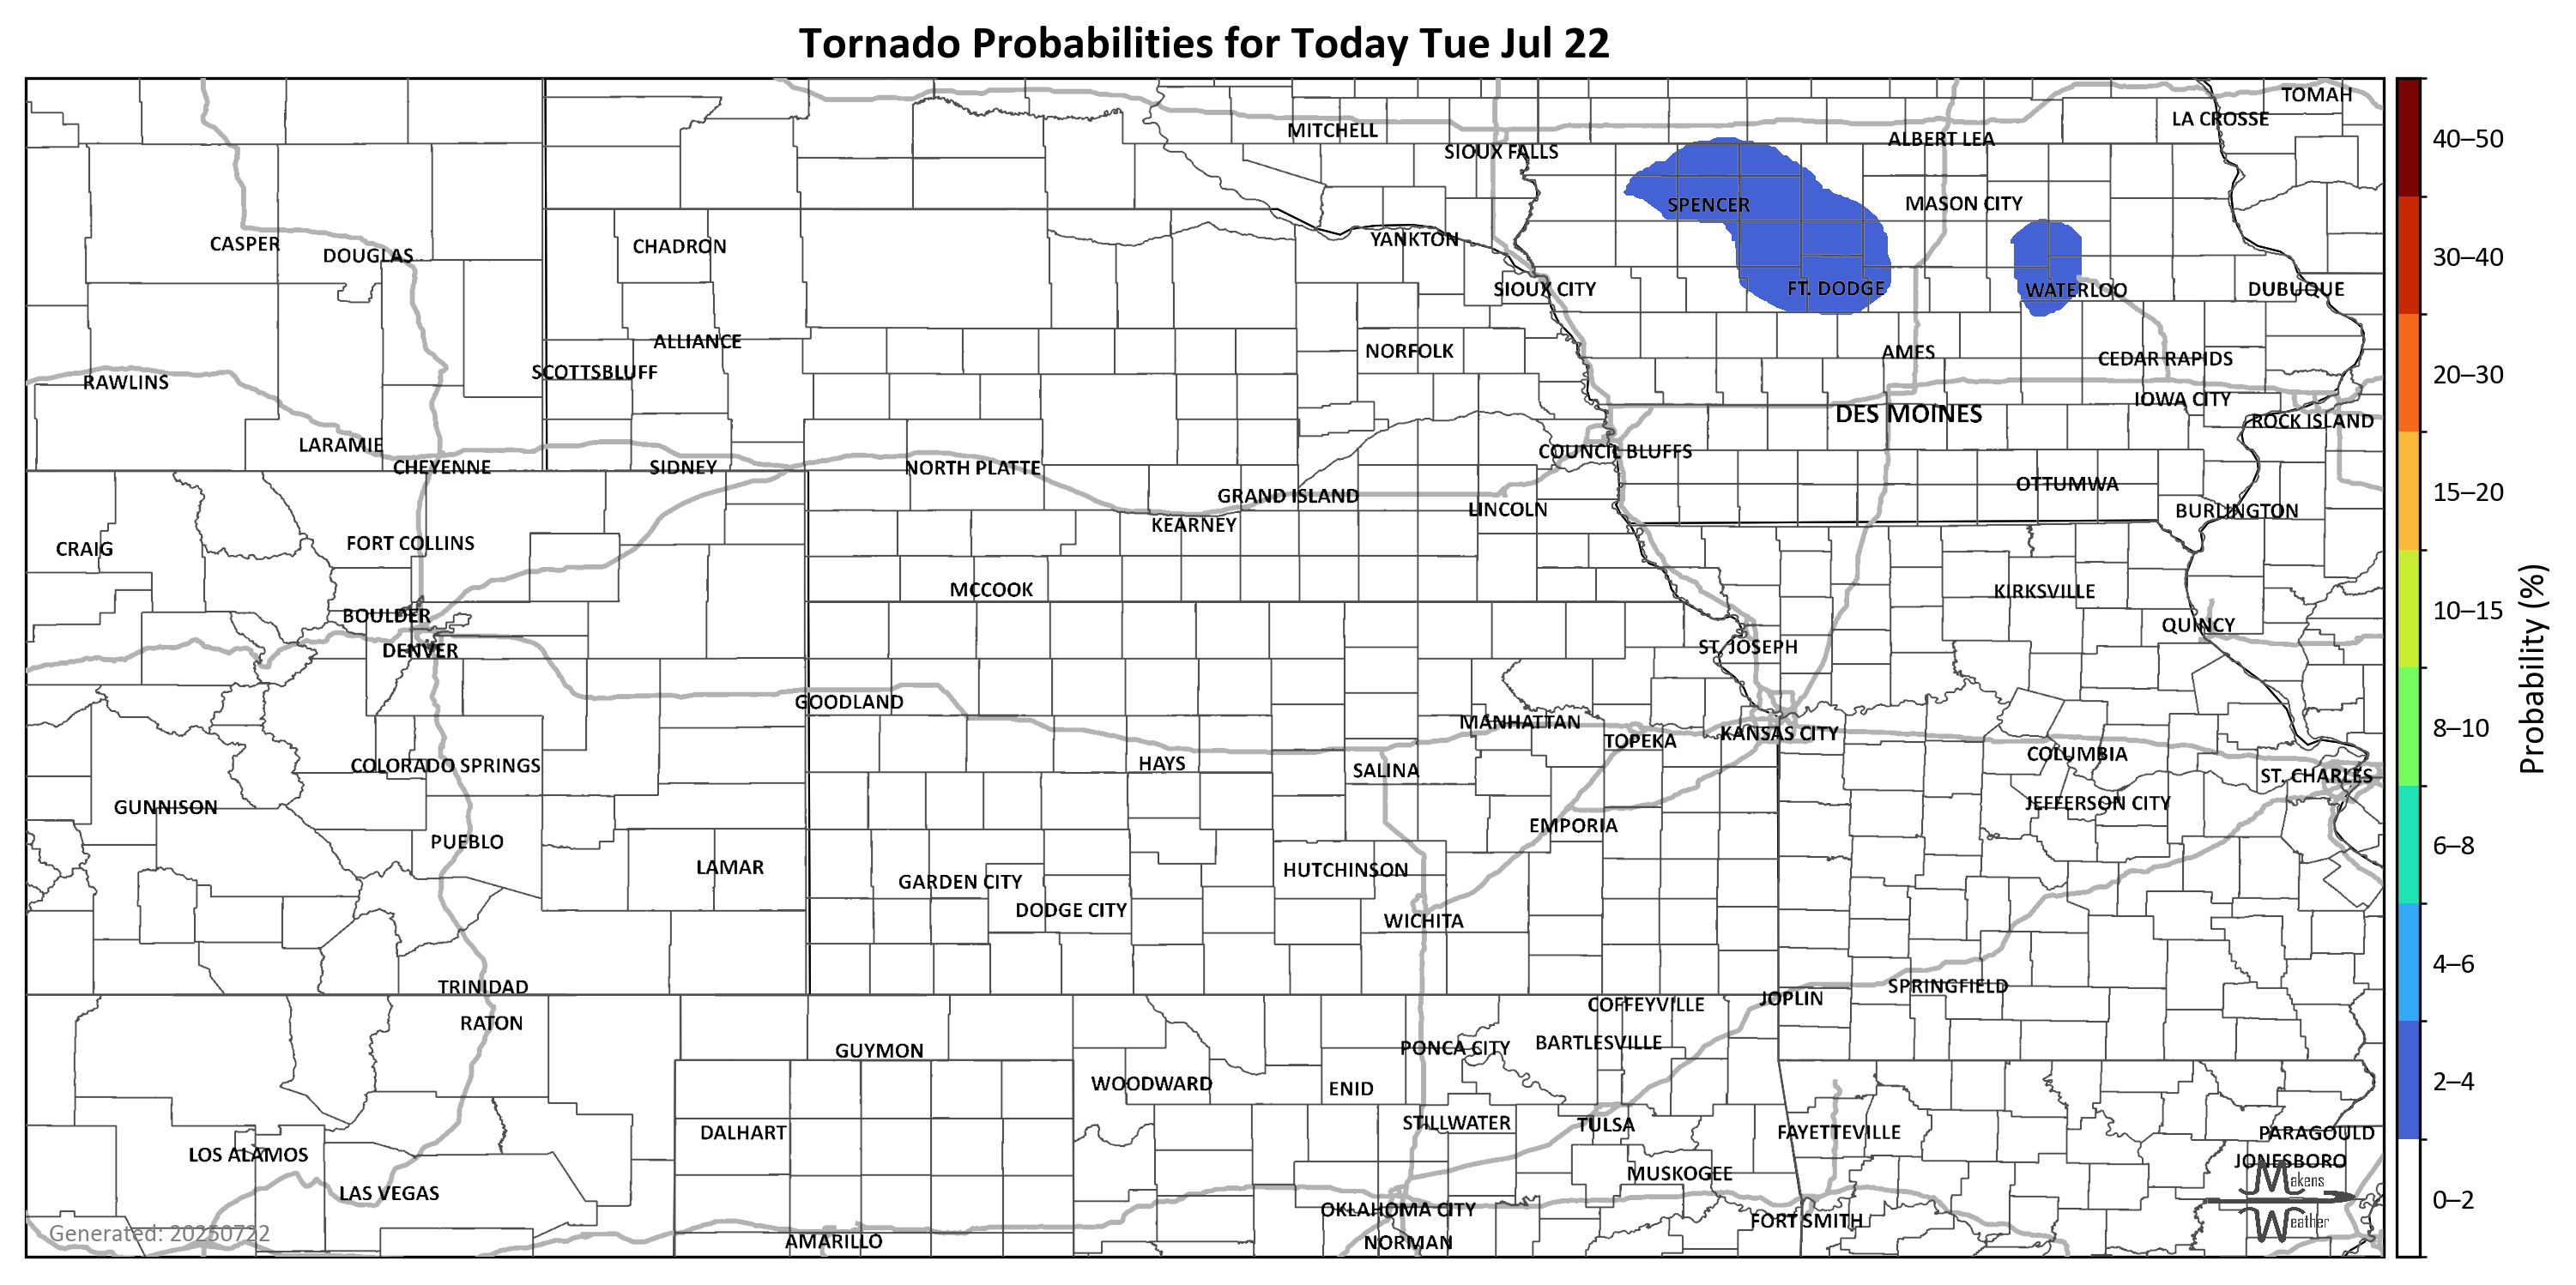 Tornado Probabilities for Today Tue Jul 22
TOMAH
LA CROSSE
MITCHELL
ALBERT LEA
SIOUX FALLS
SPENCER
MASON CITY
YANKTON
CASPER
DOUGLAS
CHADRON
SIOUX CITY
FT. DODGE
WATERLOO
DUBUQUE
ALLIANCE
NORFOLK
AMES
CEDAR RAPIDS
SCOTTSBLUFF
RAWLINS
IOWA CITY
DES MOINES
ROCK ISLAND
LARAMIE
COUNCIL BLUFFS
CHEYENNE
SIDNEY
NORTH PLATTE
OTTUMWA
GRAND ISLAND
LINCOLN
BURLINGTON
KEARNEY
CRAIG
FORT COLLINS
MCCOOK
KIRKSVILLE
BOULDER
QUINCY
DENVER
ST. JOSEPH
GOODLAND
MANHATTAN
TOPEKA
KANSAS CITY
COLUMBIA
COLORADO SPRINGS
HAYS
SALINA
ST. CHARLES
GUNNISON
JEFFERSON CITY
EMPORIA
PUEBLO
LAMAR
HUTCHINSON
GARDEN CITY
DODGE CITY
WICHITA
TRINIDAD
SPRINGFIELD
JOPLIN
COFFEYVILLE
RATON
BARTLESVILLE
GUYMON
PONCA CITY
WOODWARD
ENID
STILLWATER
TULSA
DALHART
FAYETTEVILLE
PARAGOULD
LOS ALAMOS
JONESBORO
MUSKOGEE
LAS VEGAS
OKLAHOMA CITY
FORT SMITH
AMARILLO
NORMAN
Generated: 20250722
Makens
Weather
40–50
30–40
20–30
15–20
10–15
8–10
6–8
4–6
2–4
0–2
Probability (%)